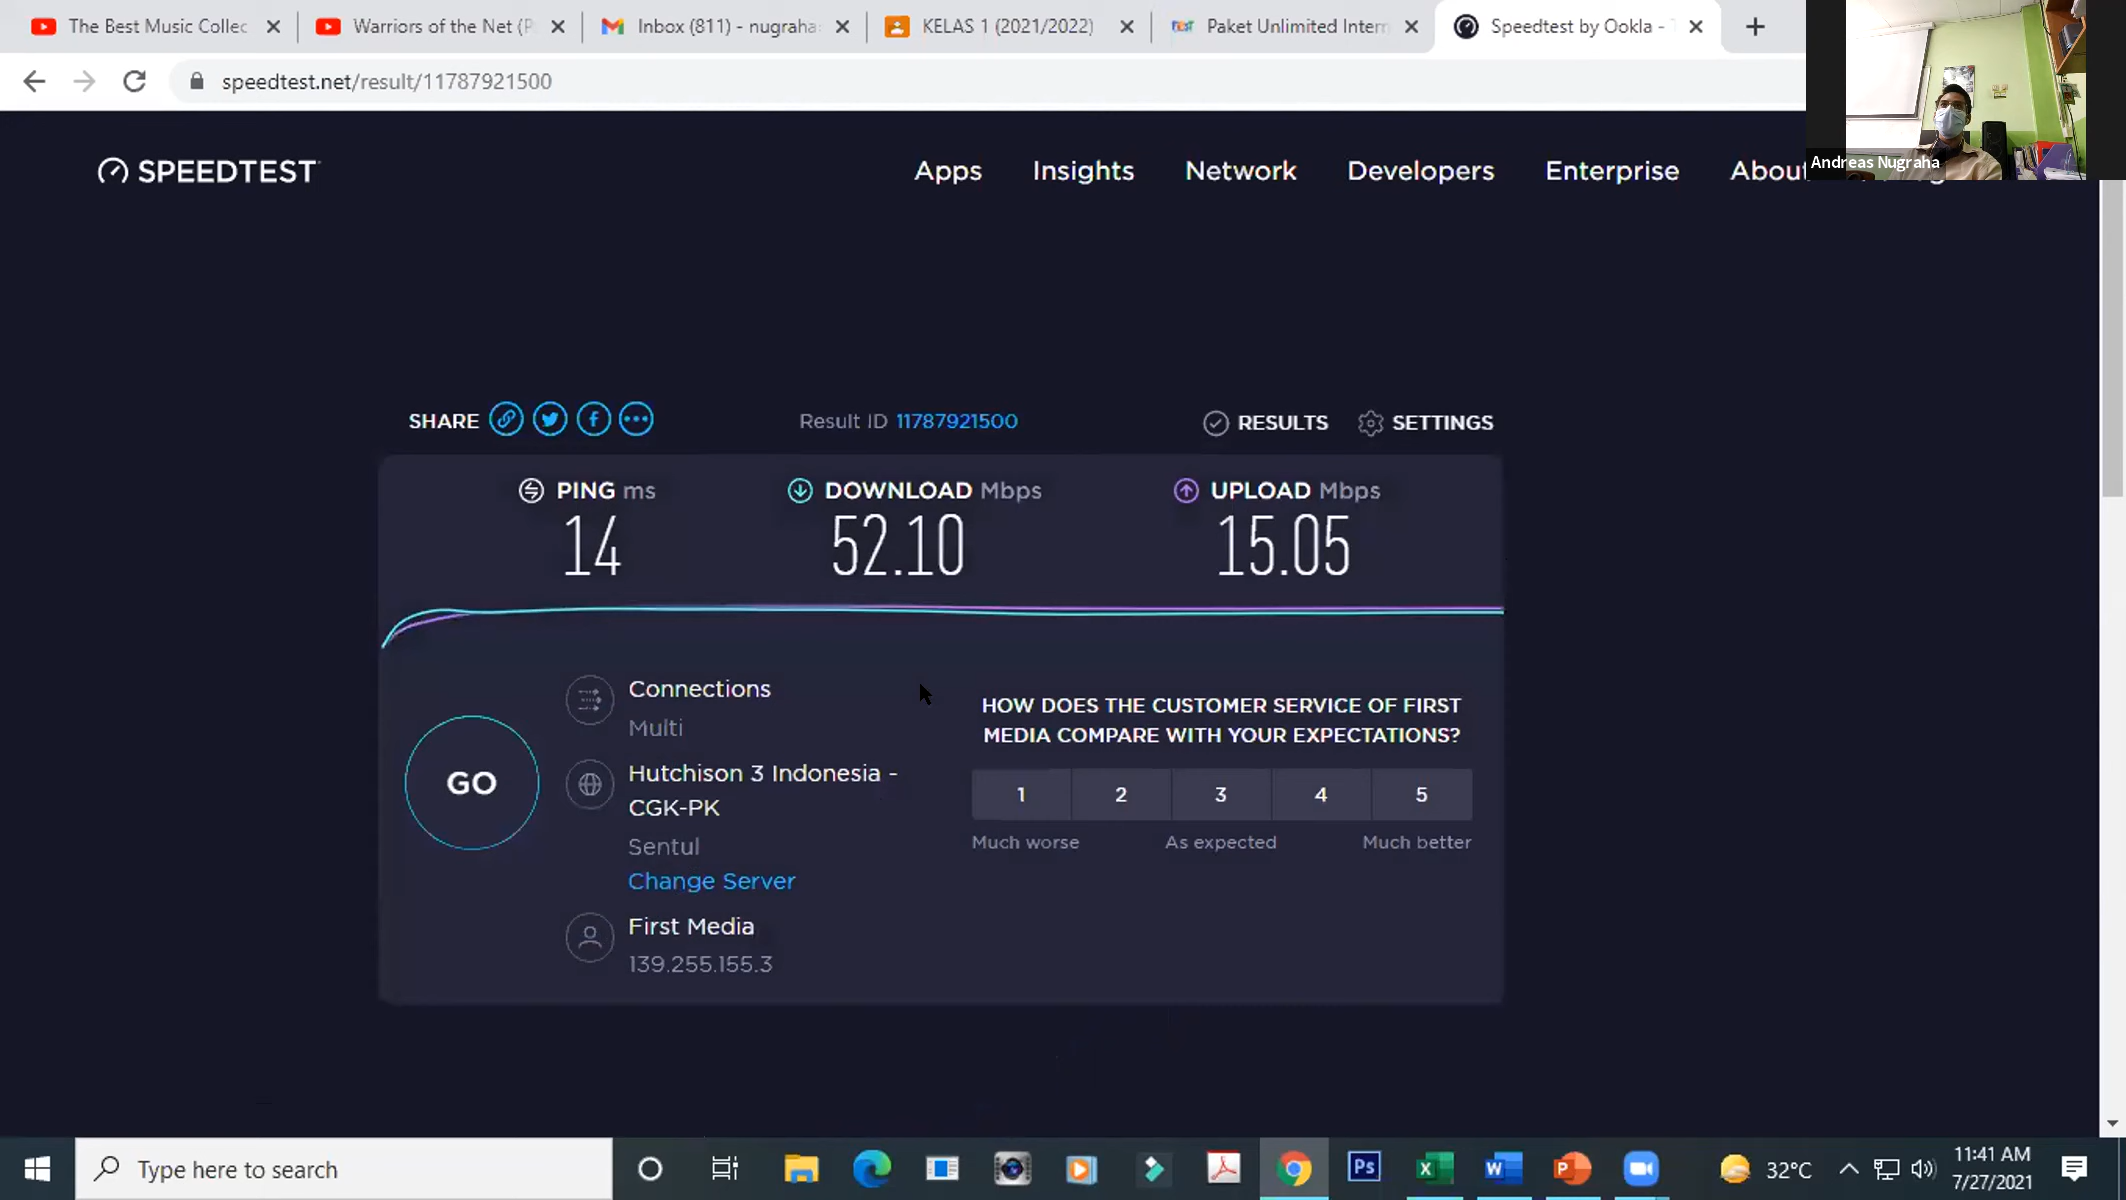 The Best Music Collec
Warriors of the Net (P
Inbox (811) - nugraha
KELAS 1 (2021/2022)
Paket Unlimited Intern
Speedtest by Ookla - T
speedtest.net/result/11787921500
Andreas Nugraha
SPEEDTEST
Apps Insights Network Developers Enterprise About
SHARE
Result ID 11787921500
RESULTS SETTINGS
PING ms
14
DOWNLOAD Mbps
52.10
UPLOAD Mbps
15.05
GO
Connections
Multi
Hutchison 3 Indonesia -
CGK-PK
Sentul
Change Server
First Media
139.255.155.3
HOW DOES THE CUSTOMER SERVICE OF FIRST
MEDIA COMPARE WITH YOUR EXPECTATIONS?
1 2 3 4 5
Much worse As expected Much better
Type here to search
Ps
32°C
11:41 AM
7/27/2021